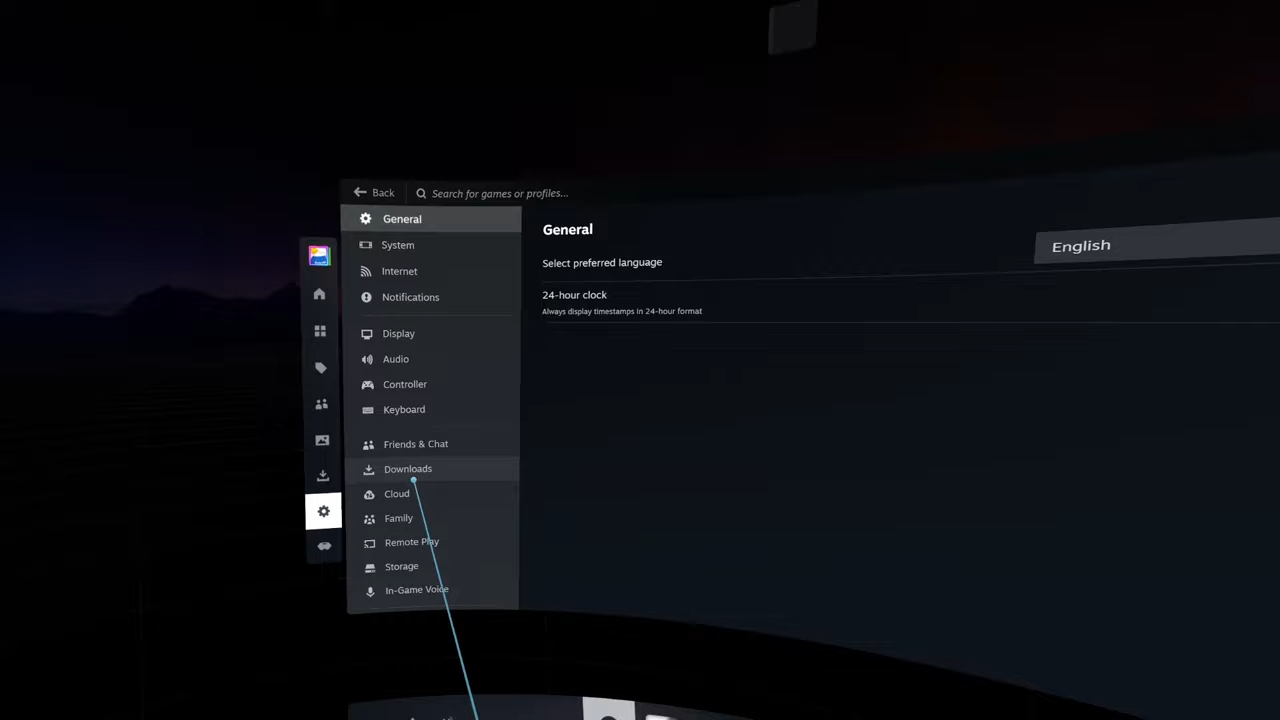 Back
Search for games or profiles...
General
System
Internet
Notifications
Display
Audio
Controller
Keyboard
Friends & Chat
Downloads
Cloud
Family
Remote Play
Storage
In-Game Voice
General
Select preferred language
English
24-hour clock
Always display timestamps in 24-hour format